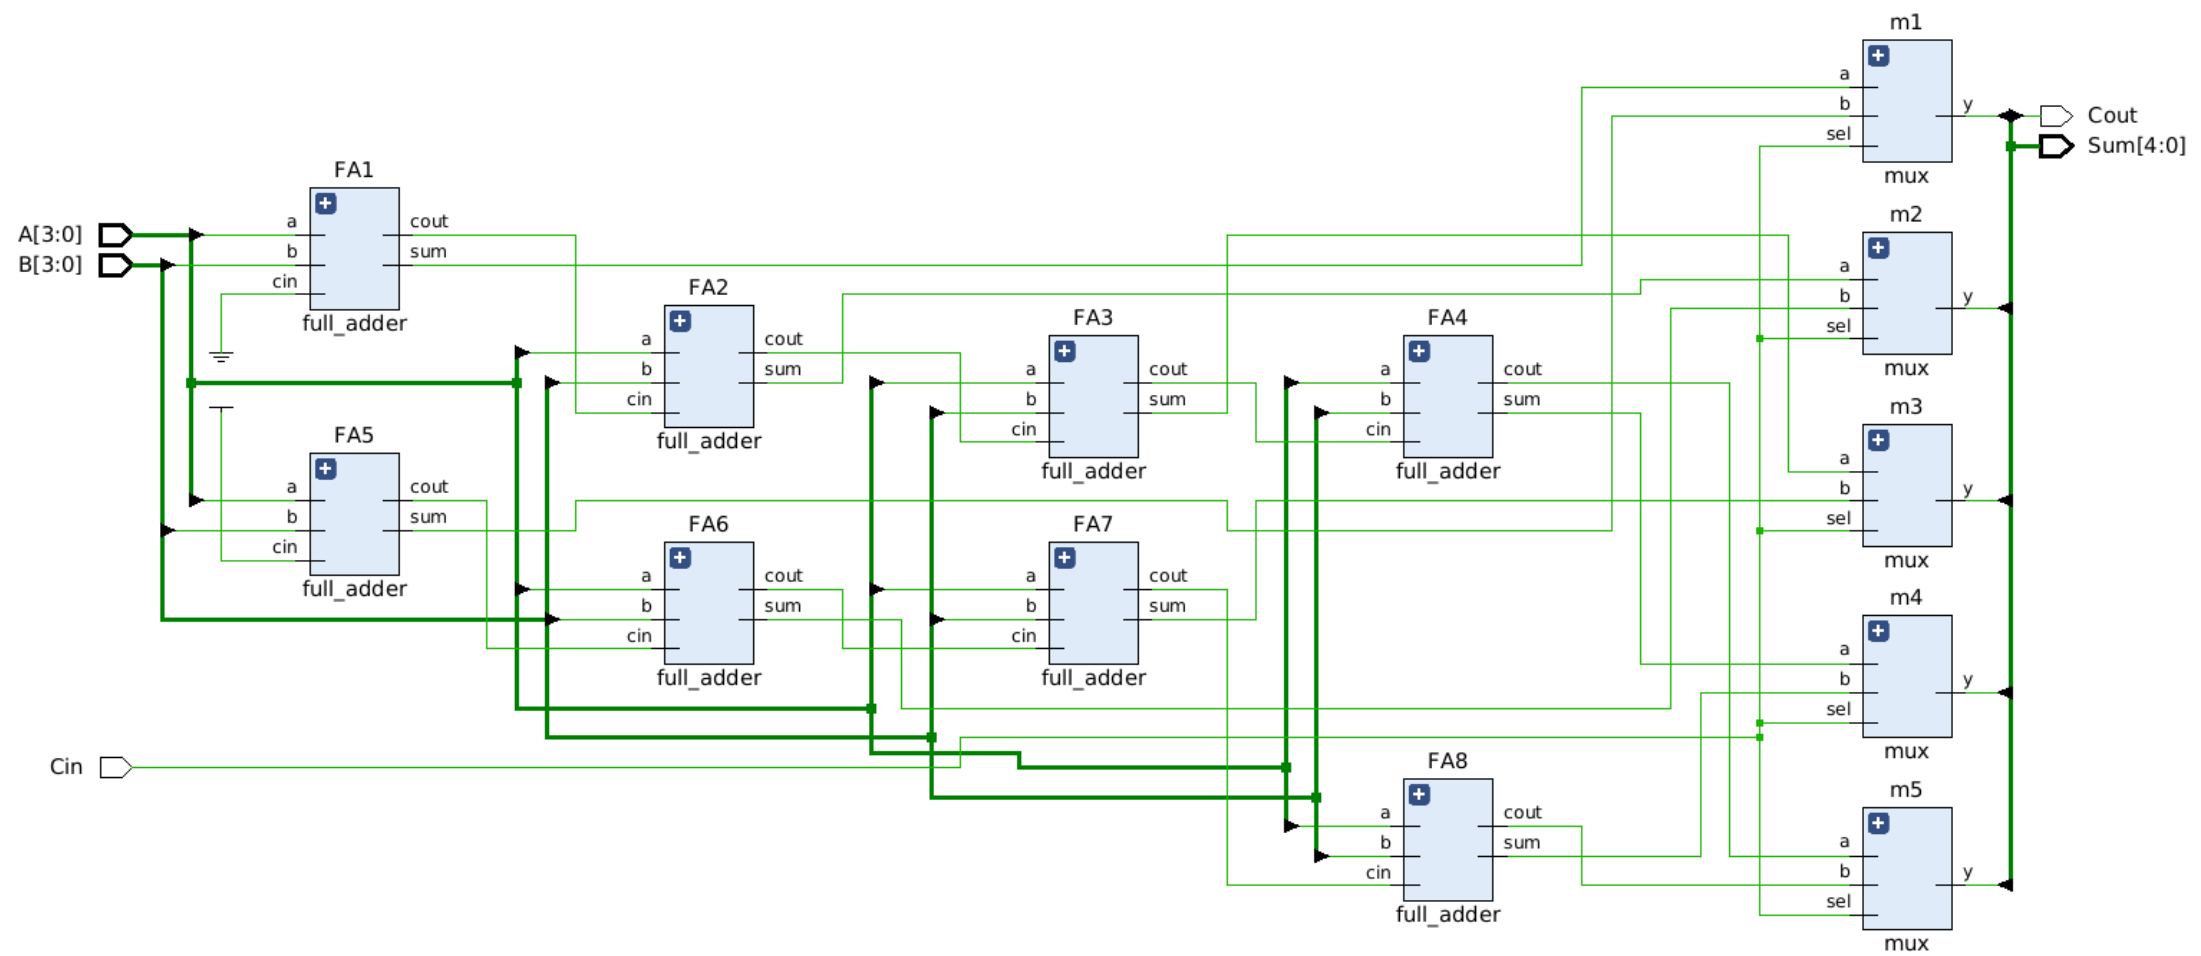 m1
a
b
sel
y
mux
Cout
Sum[4:0]
FA1
A[3:0]
B[3:0]
a
b
cin
cout
sum
full_adder
m2
a
b
sel
y
mux
FA2
a
b
cin
cout
sum
full_adder
FA3
a
b
cin
cout
sum
full_adder
FA4
a
b
cin
cout
sum
full_adder
m3
a
b
sel
y
mux
FA5
a
b
cin
cout
sum
full_adder
FA6
a
b
cin
cout
sum
full_adder
FA7
a
b
cin
cout
sum
full_adder
m4
a
b
sel
y
mux
Cin
FA8
a
b
cin
cout
sum
full_adder
m5
a
b
sel
y
mux